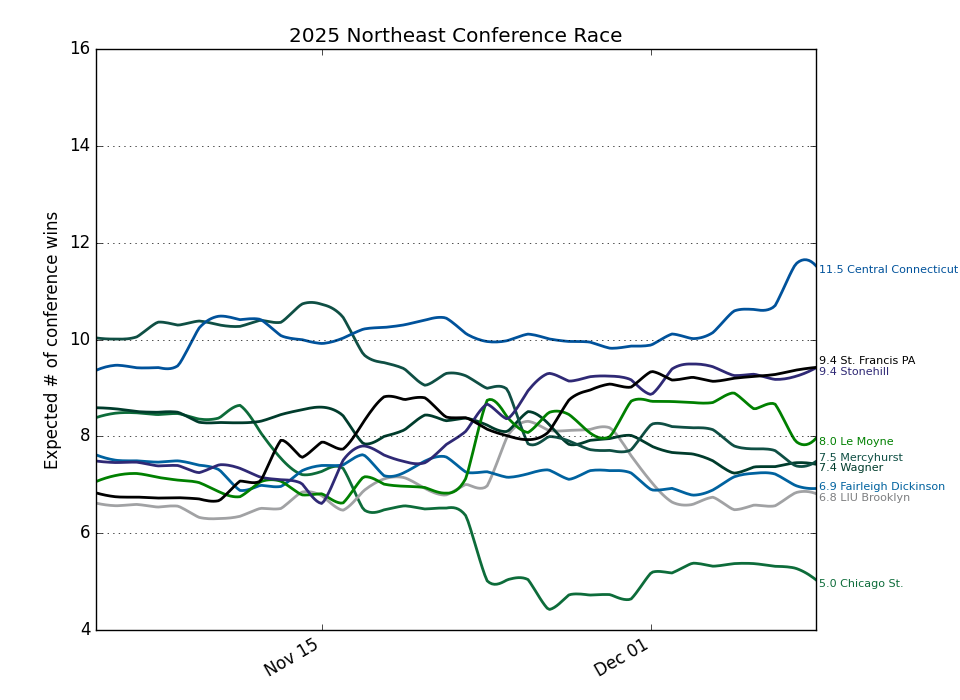 2025 Northeast Conference Race
Expected # of conference wins
16
14
12
10
8
6
4
Nov 15
Dec 01
11.5 Central Connecticut
9.4 St. Francis PA
9.4 Stonehill
8.0 Le Moyne
7.5 Mercyhurst
7.4 Wagner
6.9 Fairleigh Dickinson
6.8 LIU Brooklyn
5.0 Chicago St.